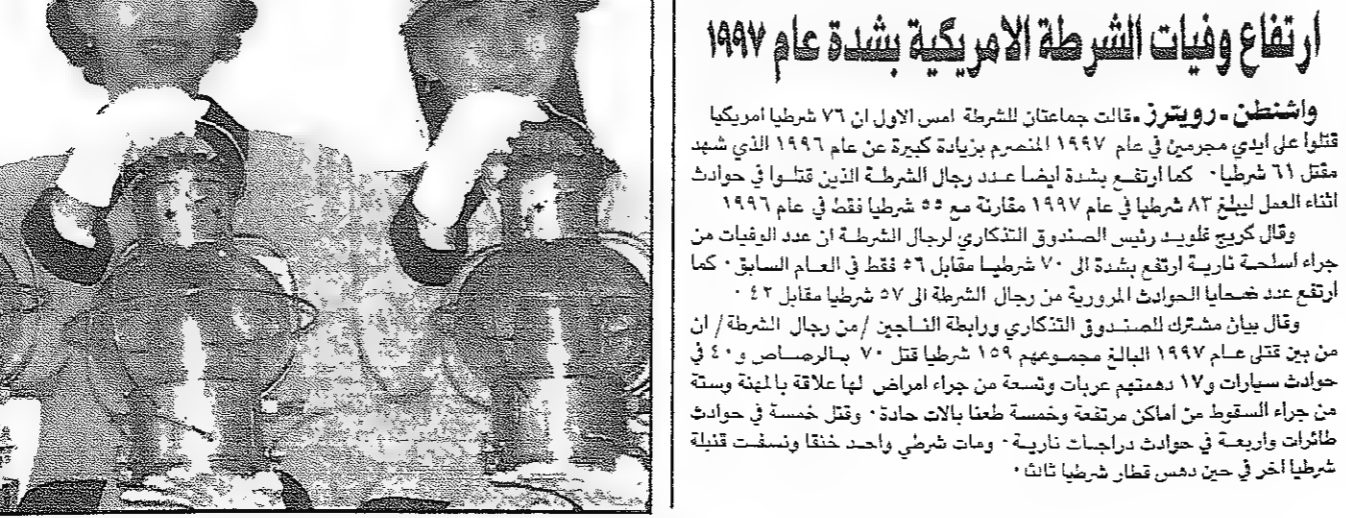 ارتفاع وفيات الشرطة الامريكية بشدة عام ١٩٩٧
واشنطن - رويترز - قالت جماعتان للشرطة امس الاول ان ٧٦ شرطيا امريكيا
قتلوا على ايدي مجرمين في عام ١٩٩٧ المنصرم بزيادة كبيرة عن عام ١٩٩٦ الذي شهد
مقتل ٦١ شرطيا٠ كما ارتفع بشدة ايضا عدد رجال الشرطة الذين قتلوا في حوادث
اثناء العمل ليبلغ ٨٣ شرطيا في عام ١٩٩٧ مقارنة مع ٥٥ شرطيا فقط في عام ١٩٩٦
وقال كريج فلويد رئيس الصندوق التذكاري لرجال الشرطة ان عدد الوفيات من
جراء اسلحة نارية ارتفع بشدة الى ٧٠ شرطيا مقابل ٥٦ فقط في العام السابق٠ كما
ارتفع عدد ضحايا الحوادث المرورية من رجال الشرطة الى ٥٧ شرطيا مقابل ٤٢ ٠
وقال بيان مشترك للصندوق التذكاري ورابطة الناجين /من رجال الشرطة/ ان
من بين قتلى عام ١٩٩٧ البالغ مجموعهم ١٥٩ شرطيا قتل ٧٠ بالرصاص و٤٠ في
حوادث سيارات و١٧ دهمتهم عربات وتسعة من جراء امراض لها علاقة بالمهنة وستة
من جراء السقوط من أماكن مرتفعة وخمسة طعنا بالات حادة٠ وقتل خمسة في حوادث
طائرات واربعة في حوادث دراجات نارية٠ ومات شرطي واحد خنقا ونسفت قنبلة
شرطيا آخر في حين دهس قطار شرطيا ثالثا٠